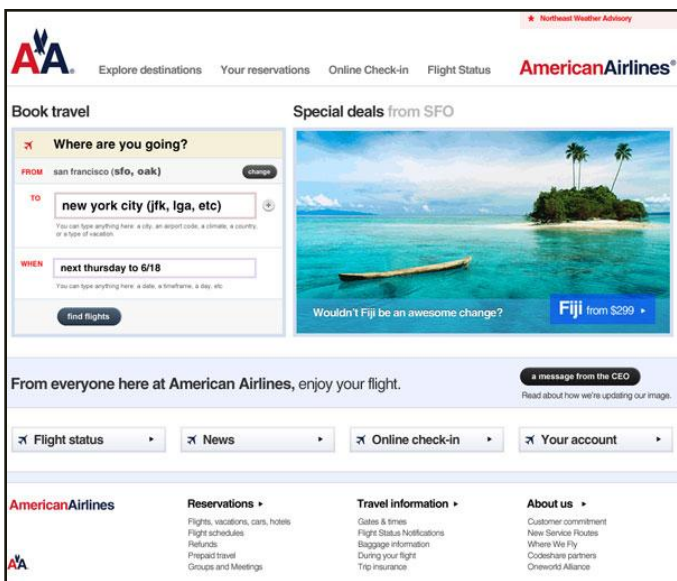 ★ Northeast Weather Advisory
AA
Explore destinations Your reservations Online Check-in Flight Status
AmericanAirlines®
Book travel
Where are you going?
FROM san francisco (sfo, oak) change
TO new york city (jfk, lga, etc) +
You can type anything here: a city, an airport code, a climate, a country,
or a type of vacation
WHEN next thursday to 6/18
You can type anything here: a date, a timeframe, a day, etc
find flights
Special deals from SFO
Wouldn't Fiji be an awesome change?
Fiji from $299
From everyone here at American Airlines, enjoy your flight.
a message from the CEO
Read about how we're updating our image.
Flight status
News
Online check-in
Your account
AmericanAirlines
AA
Reservations
Flights, vacations, cars, hotels
Flight schedules
Refunds
Prepaid travel
Groups and Meetings
Travel information
Gates & times
Flight Status Notifications
Baggage information
During your flight
Trip insurance
About us
Customer commitment
New Service Routes
Where We Fly
Codeshare partners
Oneworld Alliance